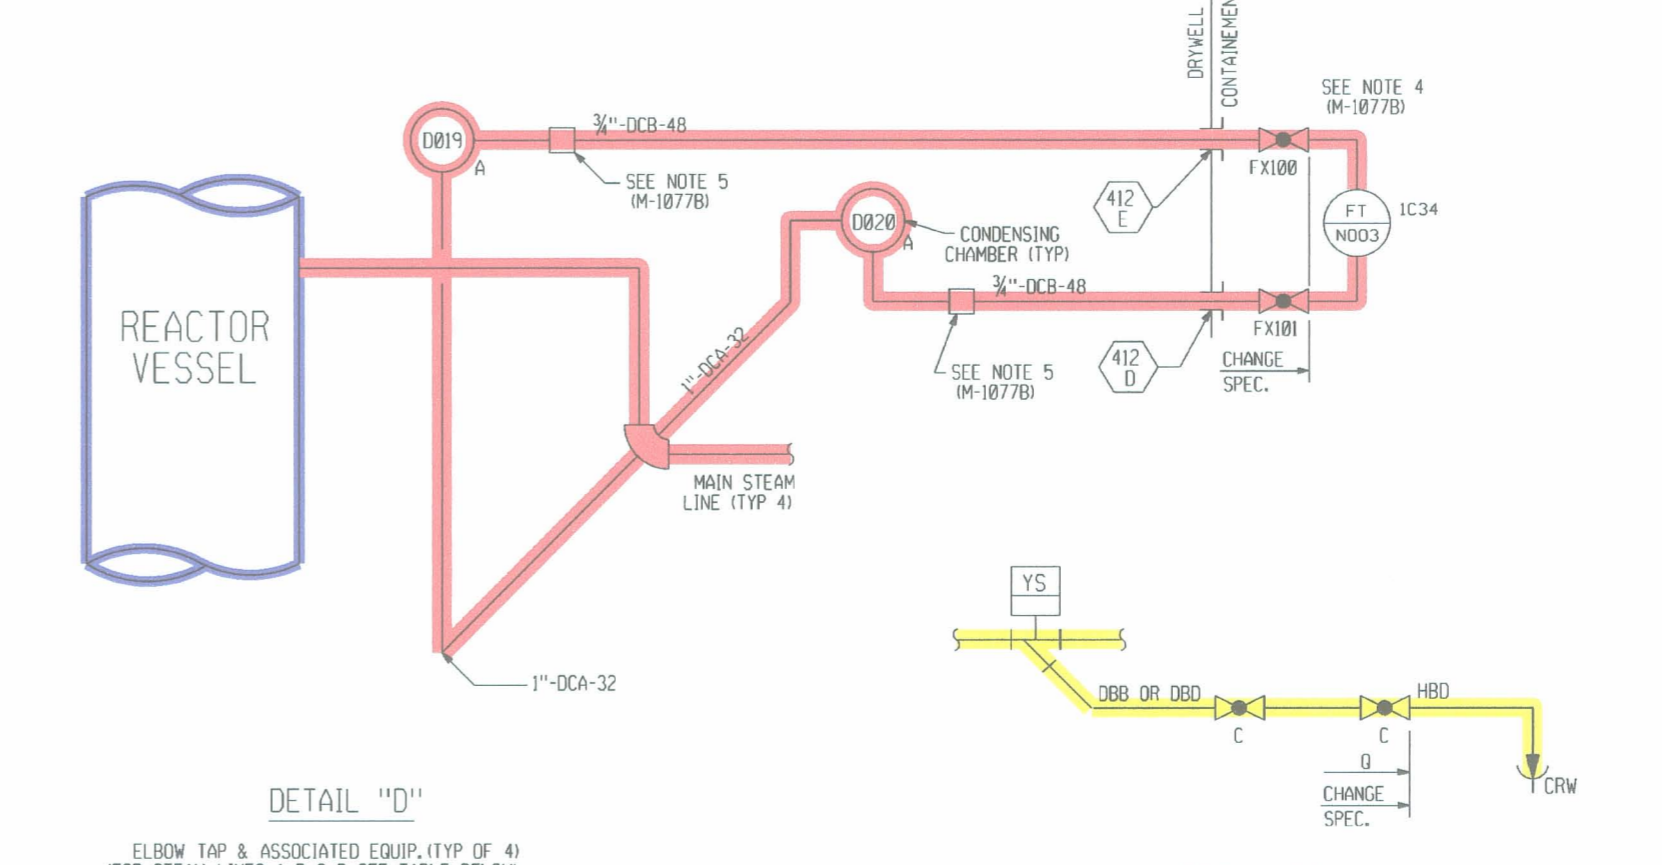 DRYWELL
SEE NOTE 4
(M-1077B)
D019
A
3/4"-DCB-48
SEE NOTE 5
(M-1077B)
FX100
412
E
FT
N003
1C34
D020
A
CONDENSING
CHAMBER (TYP)
3/4"-DCB-48
REACTOR
VESSEL
1"-DCA-32
SEE NOTE 5
(M-1077B)
412
D
FX101
CHANGE
SPEC.
MAIN STEAM
LINE (TYP 4)
1"-DCA-32
YS
DBB OR DBD
HBD
C
C
Q
CHANGE
SPEC.
CRW
DETAIL "D"
ELBOW TAP & ASSOCIATED EQUIP.(TYP OF 4)